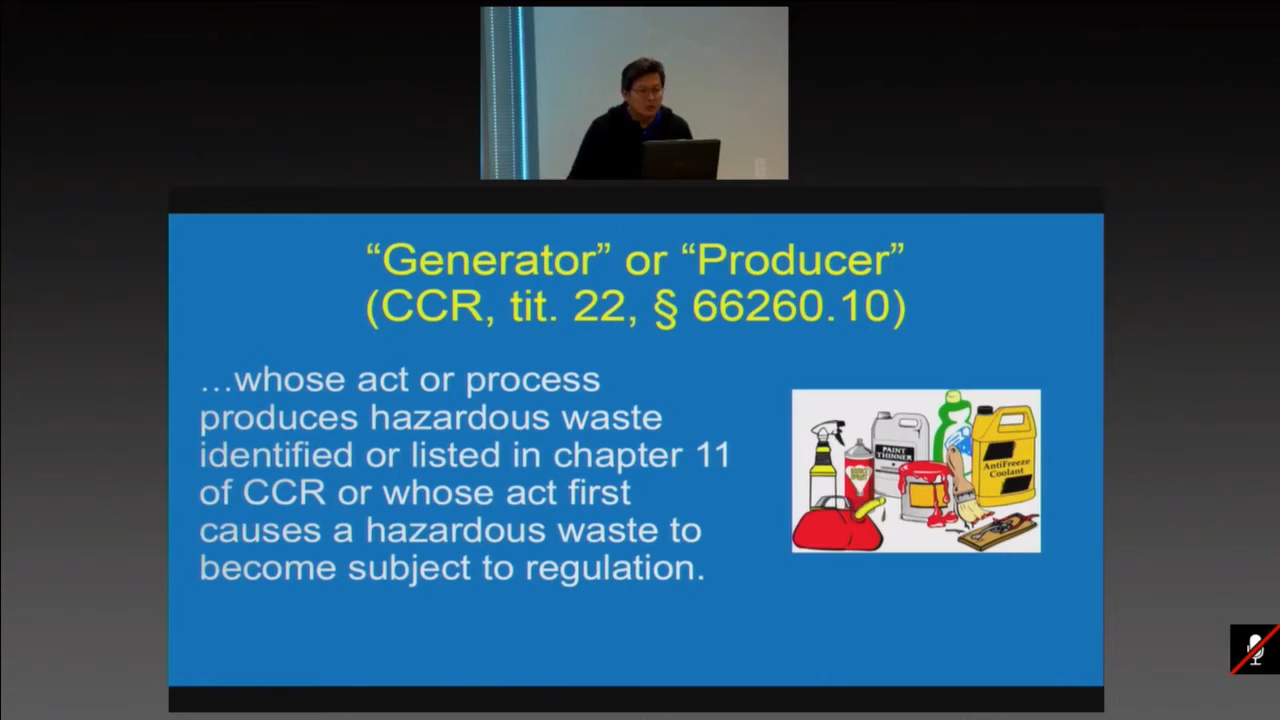 “Generator” or “Producer”
(CCR, tit. 22, § 66260.10)
…whose act or process
produces hazardous waste
identified or listed in chapter 11
of CCR or whose act first
causes a hazardous waste to
become subject to regulation.
PAINT
THINNER
AntiFreeze
Coolant